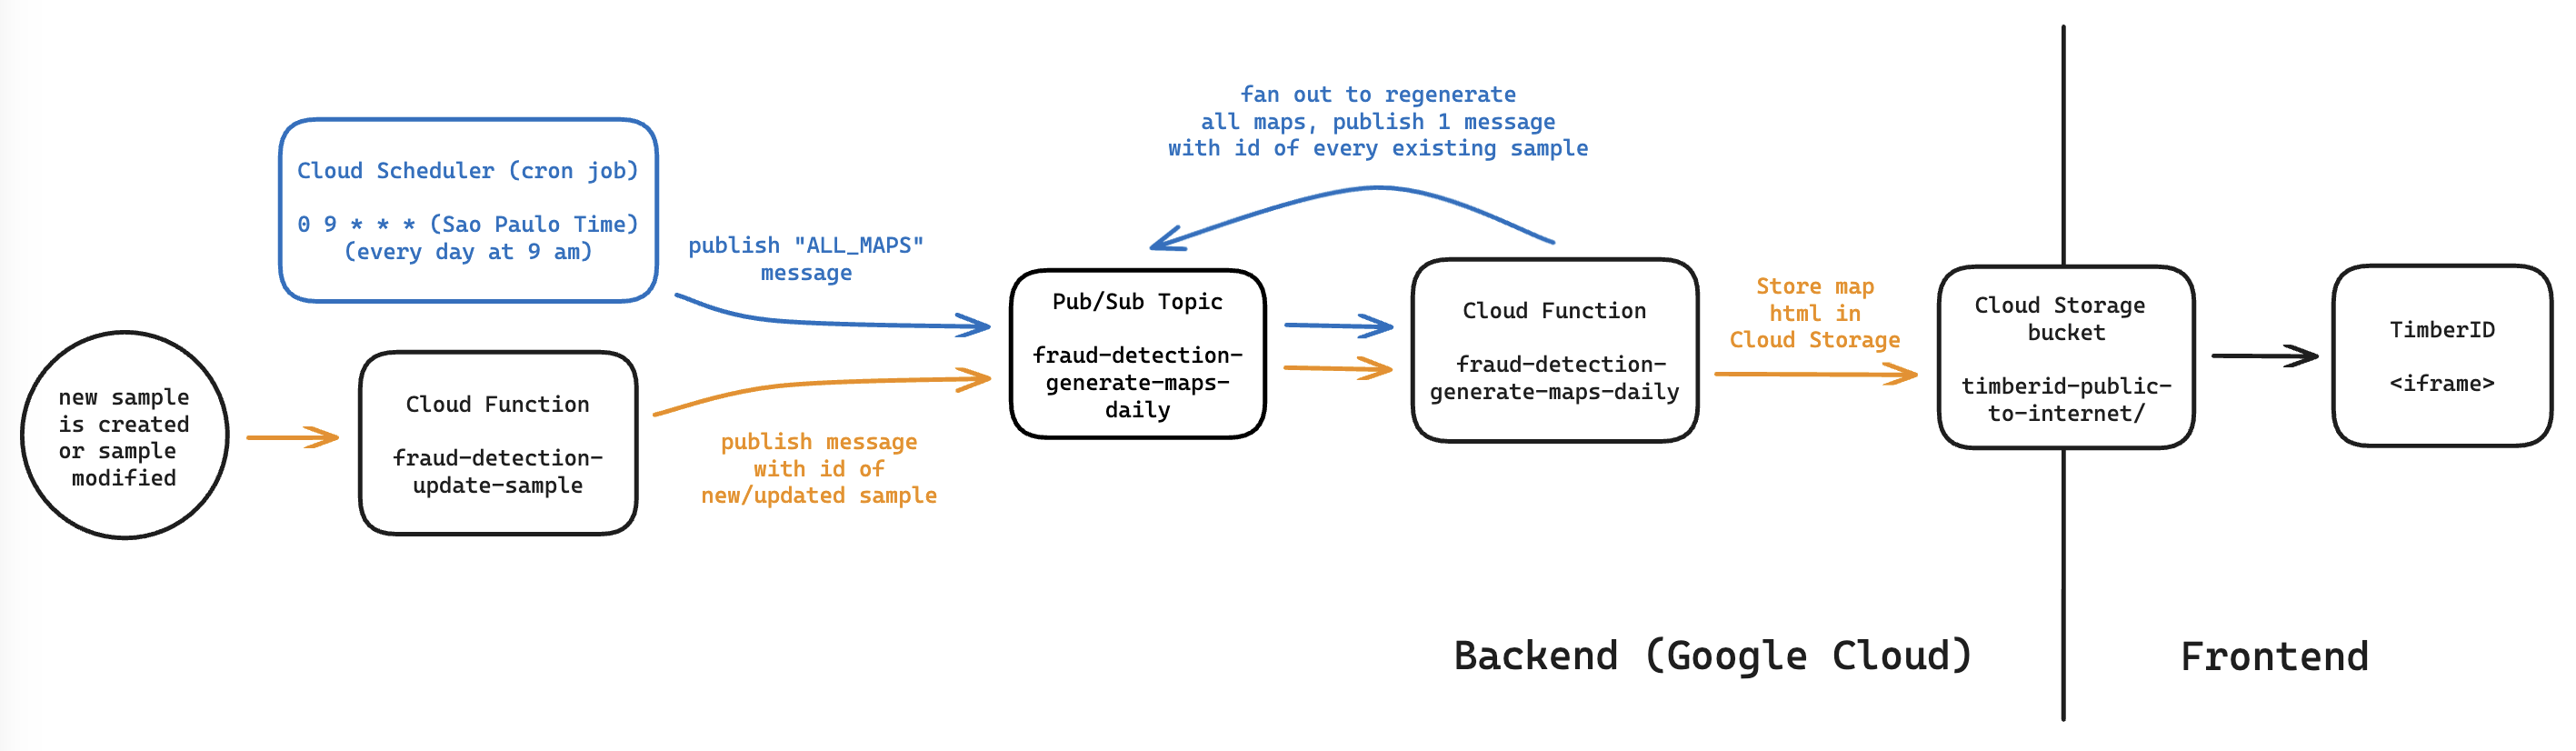 fan out to regenerate
all maps, publish 1 message
with id of every existing sample
Cloud Scheduler (cron job)
0 9 * * * (Sao Paulo Time)
(every day at 9 am)
publish "ALL_MAPS"
message
new sample
is created
or sample
modified
Cloud Function
fraud-detection-
update-sample
publish message
with id of
new/updated sample
Pub/Sub Topic
fraud-detection-
generate-maps-
daily
Cloud Function
fraud-detection-
generate-maps-daily
Store map
html in
Cloud Storage
Cloud Storage
bucket
timberid-public-
to-internet/
TimberID
<iframe>
Backend (Google Cloud)
Frontend